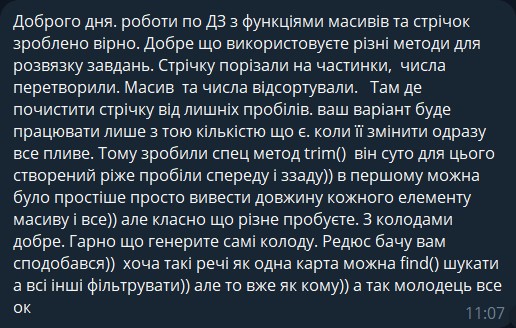 Доброго дня. роботи по ДЗ з функціями масивів та стрічок
зроблено вірно. Добре що використовуєте різні методи для
розвязку завдань. Стрічку порізали на частинки,  числа
перетворили. Масив  та числа відсортували.   Там де
почистити стрічку від лишніх пробілів. ваш варіант буде
працювати лише з тою кількістю що є. коли її змінити одразу
все пливе. Тому зробили спец метод trim()  він суто для цього
створений ріже пробіли спереду і ззаду)) в першому можна
було простіше просто вивести довжину кожного елементу
масиву і все)) але класно що різне пробуєте. З колодами
добре. Гарно що генерите самі колоду. Редюс бачу вам
сподобався))  хоча такі речі як одна карта можна find() шукати
а всі інші фільтрувати)) але то вже як кому)) а так молодець все
ок
11:07